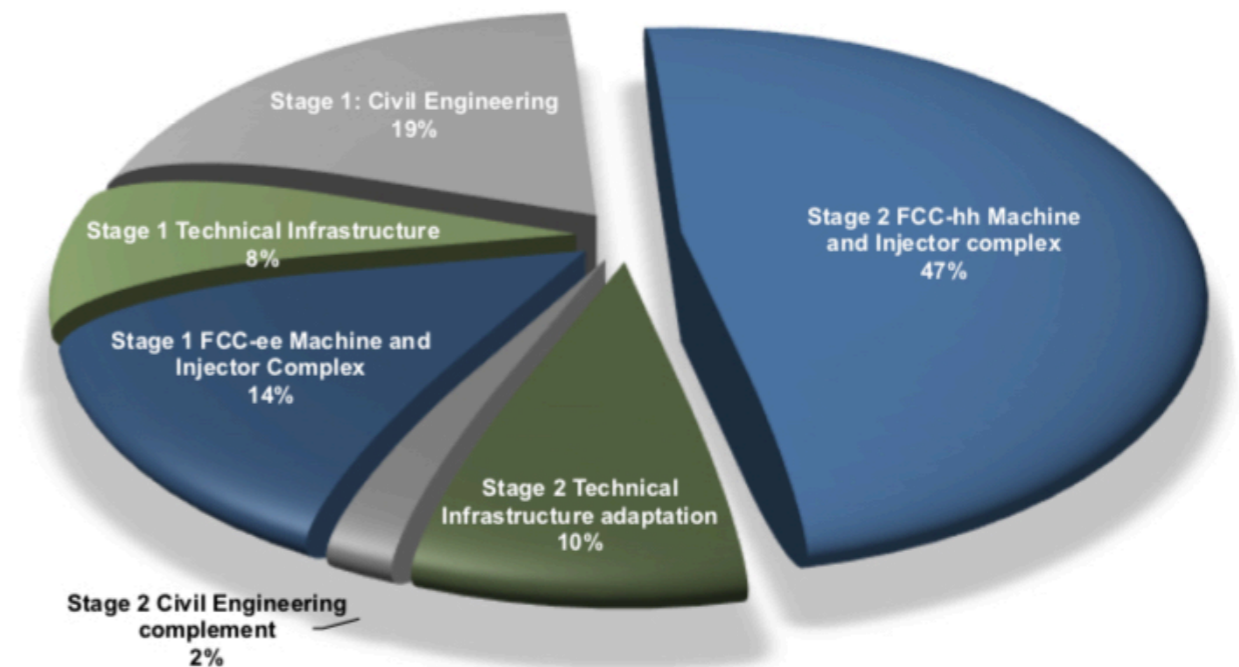 Stage 1: Civil Engineering
19%
Stage 2 FCC-hh Machine
and Injector complex
47%
Stage 1 Technical Infrastructure
8%
Stage 1 FCC-ee Machine and
Injector Complex
14%
Stage 2 Technical
Infrastructure adaptation
10%
Stage 2 Civil Engineering
complement
2%